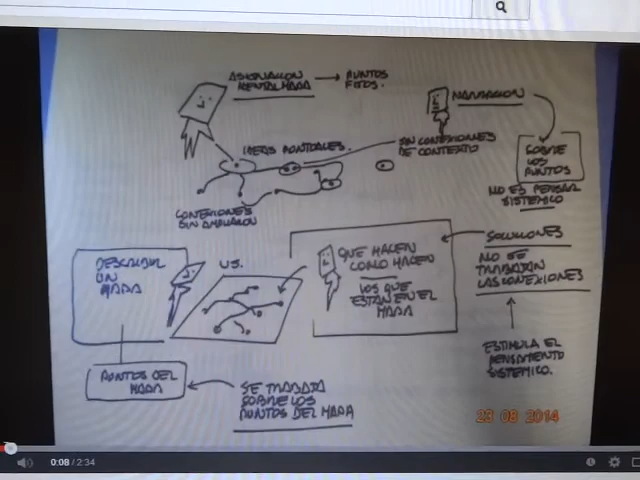 ASIGNACION
MENTAL MAPA
PUNTOS
FIJOS.
NARRACION
IDEAS PUNTUALES.
SIN CONEXIONES
DE CONTEXTO
SOBRE
LOS
PUNTOS
NO ES PENSAR
SISTEMICO
CONEXIONES
SIN AMPLIACION
DESCRIBIR
UN
MAPA
VS.
QUE HACEN
COMO HACEN
LOS QUE
ESTAN EN EL
MAPA
SOLUCIONES
NO SE
TRABAJAN
LAS CONEXIONES
ESTIMULA EL
PENSAMIENTO
SISTEMICO.
PUNTOS DEL
MAPA
SE TRABAJA
SOBRE LOS
PUNTOS DEL MAPA
23 08 2014
0:08 / 2:34